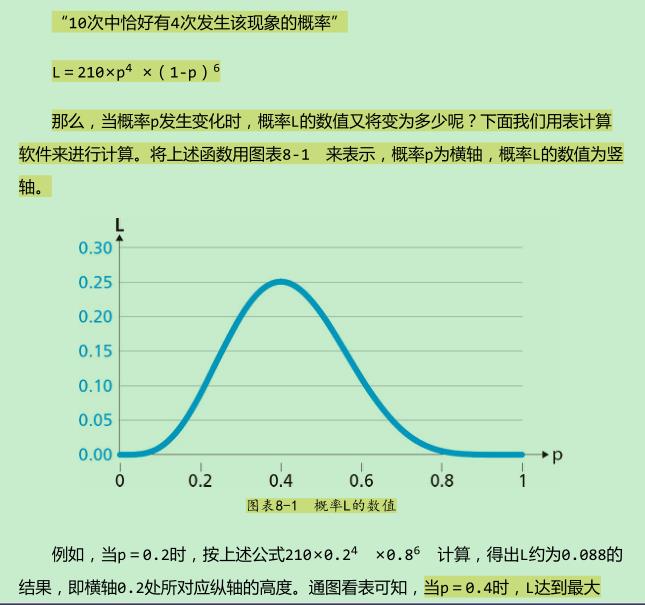 “10次中恰好有4次发生该现象的概率”
L＝210×p⁴ ×（1-p）⁶
那么，当概率p发生变化时，概率L的数值又将变为多少呢？下面我们用表计算
软件来进行计算。将上述函数用图表8-1 来表示，概率p为横轴，概率L的数值为竖
轴。
L
0.30
0.25
0.20
0.15
0.10
0.05
0.00
p
0 0.2 0.4 0.6 0.8 1
图表8-1 概率L的数值
例如，当p＝0.2时，按上述公式210×0.2⁴ ×0.8⁶ 计算，得出L约为0.088的
结果，即横轴0.2处所对应纵轴的高度。通图看表可知，当p＝0.4时，L达到最大